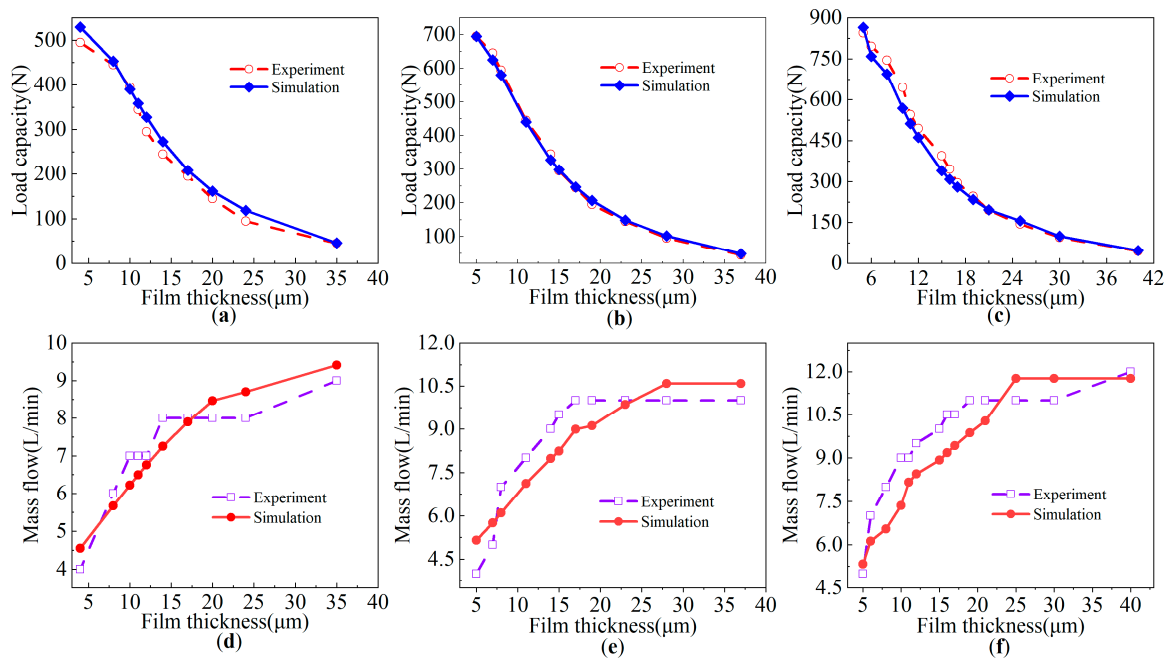 500
400
300
200
100
0
Load capacity(N)
Experiment
Simulation
5 10 15 20 25 30 35 40
Film thickness(μm)
(a)
700
600
500
400
300
200
100
Load capacity(N)
Experiment
Simulation
5 10 15 20 25 30 35 40
Film thickness(μm)
(b)
900
750
600
450
300
150
0
Load capacity(N)
Experiment
Simulation
6 12 18 24 30 36 42
Film thickness(μm)
(c)
10
9
8
7
6
5
4
Mass flow(L/min)
Experiment
Simulation
5 10 15 20 25 30 35 40
Film thickness(μm)
(d)
12.0
10.5
9.0
7.5
6.0
4.5
Mass flow(L/min)
Experiment
Simulation
5 10 15 20 25 30 35 40
Film thickness(μm)
(e)
12.0
10.5
9.0
7.5
6.0
4.5
Mass flow(L/min)
Experiment
Simulation
5 10 15 20 25 30 35 40
Film thickness(μm)
(f)